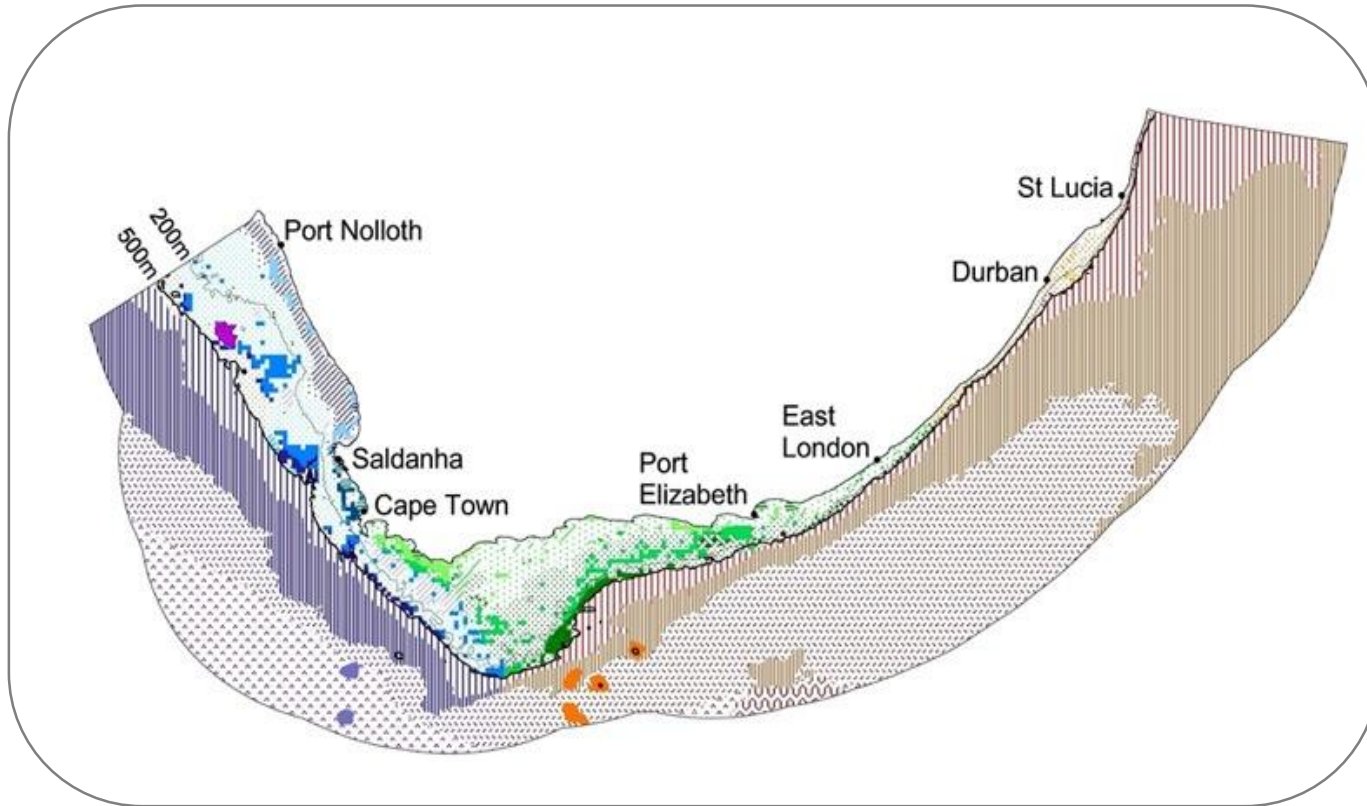 St Lucia
200m
500m
Port Nolloth
Durban
East
London
Saldanha
Port
Elizabeth
Cape Town